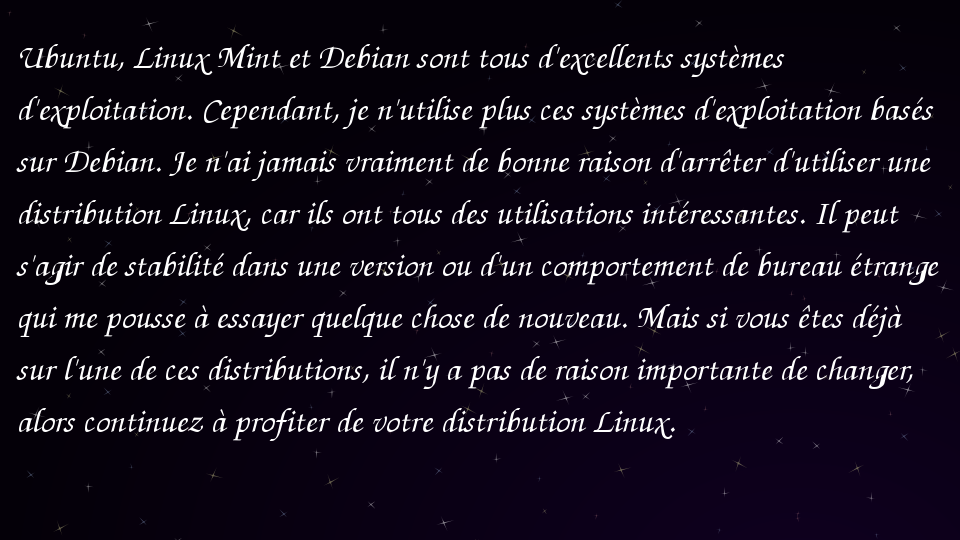 Ubuntu, Linux Mint et Debian sont tous d'excellents systèmes
d'exploitation. Cependant, je n'utilise plus ces systèmes d'exploitation basés
sur Debian. Je n'ai jamais vraiment de bonne raison d'arrêter d'utiliser une
distribution Linux, car ils ont tous des utilisations intéressantes. Il peut
s'agir de stabilité dans une version ou d'un comportement de bureau étrange
qui me pousse à essayer quelque chose de nouveau. Mais si vous êtes déjà
sur l'une de ces distributions, il n'y a pas de raison importante de changer,
alors continuez à profiter de votre distribution Linux.